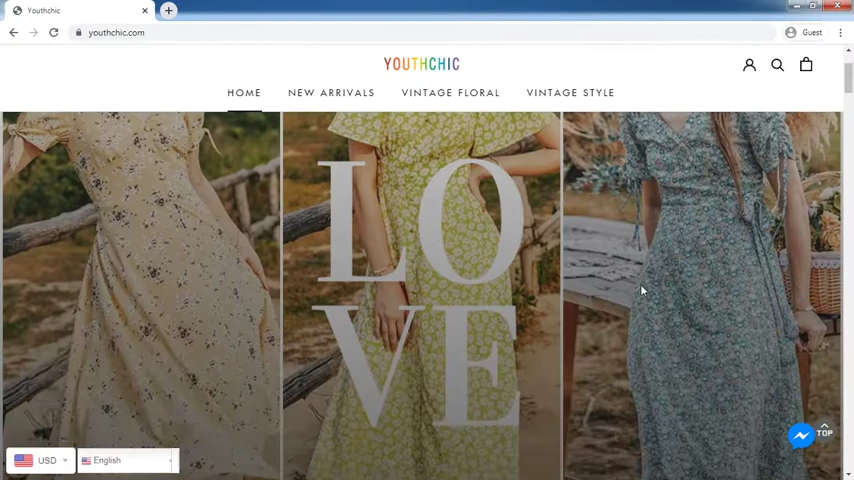 Youthchic
youthchic.com
Guest
YOUTHCHIC
HOME
NEW ARRIVALS
VINTAGE FLORAL
VINTAGE STYLE
LO
VE
TOP
USD
English